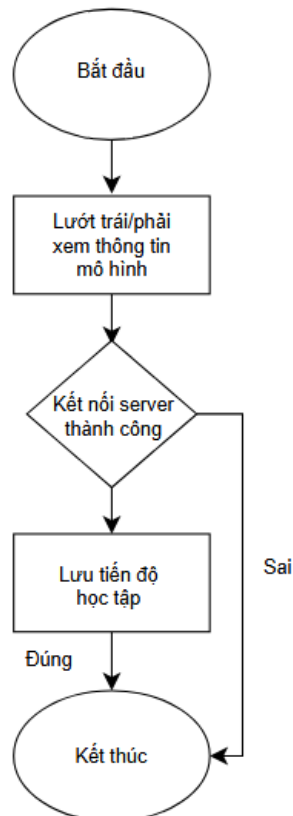 Bắt đầu
Lướt trái/phải
xem thông tin
mô hình
Kết nối server
thành công
Lưu tiến độ
học tập
Sai
Đúng
Kết thúc